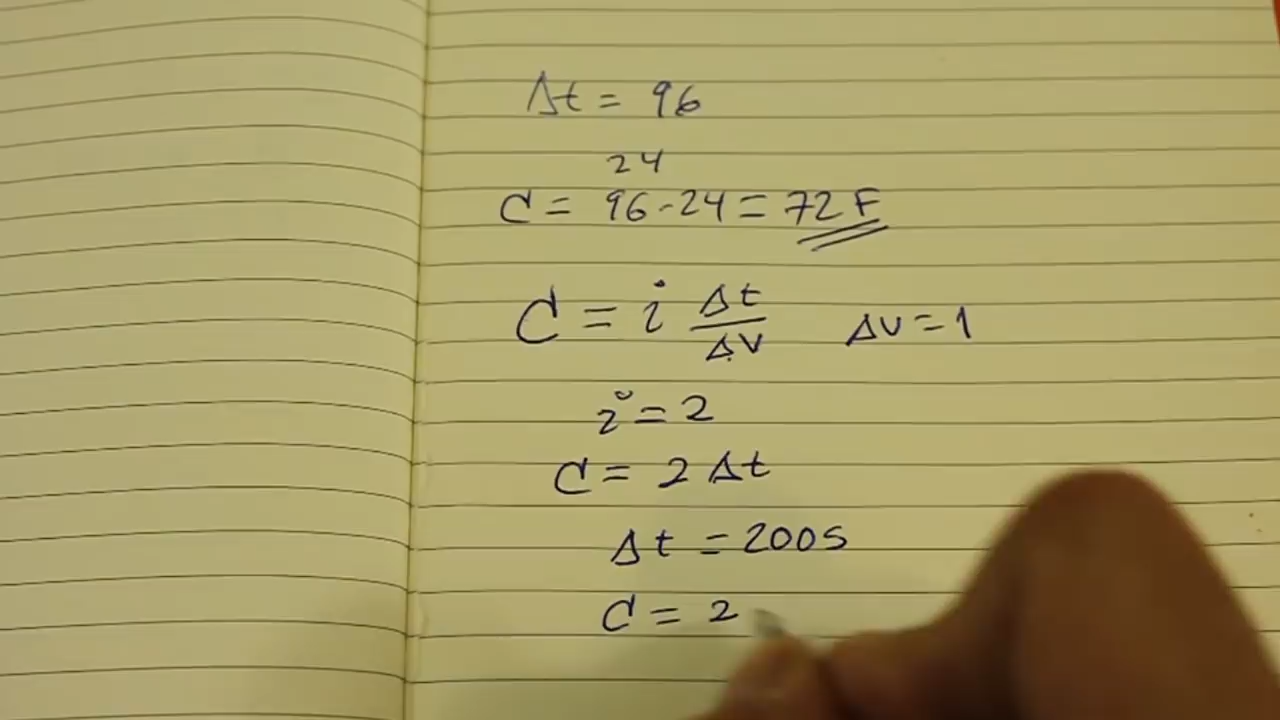 Δt = 96
24
C = 96-24 = 72 F
C = i Δt/ΔV ΔV = 1
i = 2
C = 2 Δt
Δt = 200s
C = 2